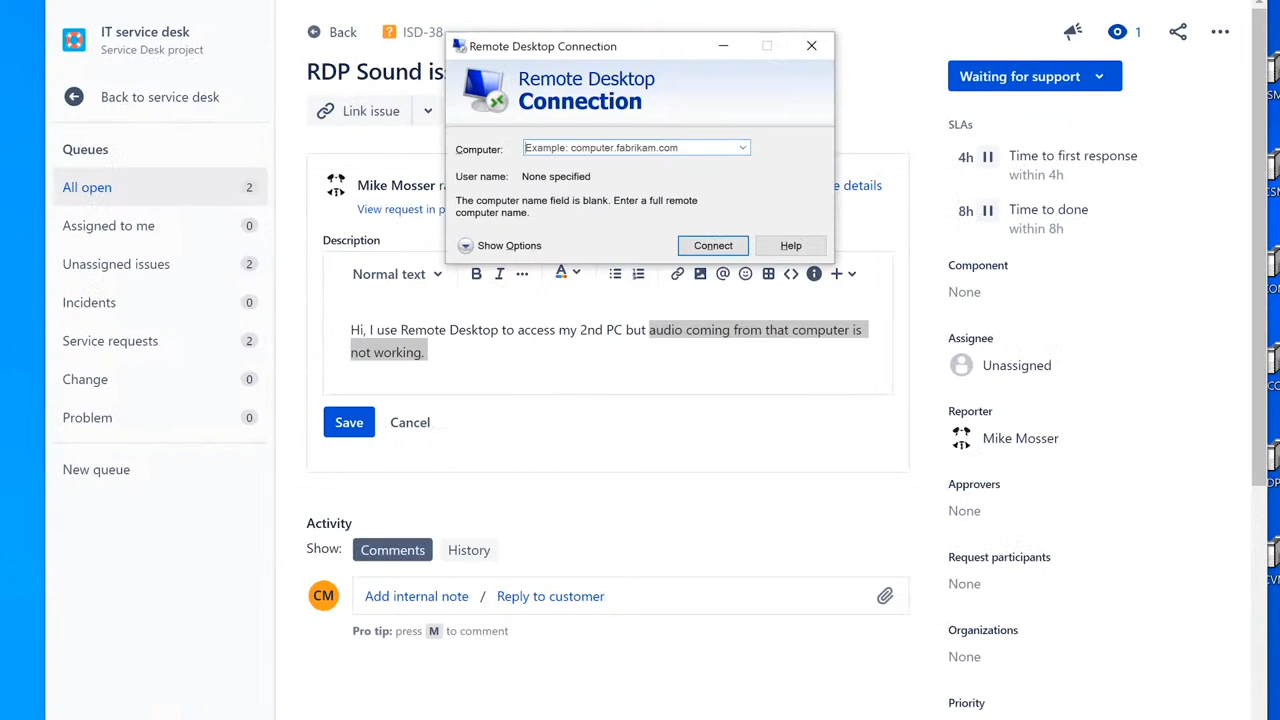 IT service desk
Service Desk project
Back to service desk
Queues
All open 2
Assigned to me 0
Unassigned issues 2
Incidents 0
Service requests 2
Change 0
Problem 0
New queue
Back
ISD-38
RDP Sound is
Link issue
Mike Mosser ra
e details
View request in p
Description
Remote Desktop Connection
Remote Desktop
Connection
Computer: Example: computer.fabrikam.com
User name: None specified
The computer name field is blank. Enter a full remote
computer name.
Show Options
Connect
Help
Normal text
Hi, I use Remote Desktop to access my 2nd PC but audio coming from that computer is
not working.
Save
Cancel
Activity
Show: Comments History
CM
Add internal note / Reply to customer
Pro tip: press M to comment
1
Waiting for support
SLAs
4h Time to first response
within 4h
8h Time to done
within 8h
Component
None
Assignee
Unassigned
Reporter
Mike Mosser
Approvers
None
Request participants
None
Organizations
None
Priority